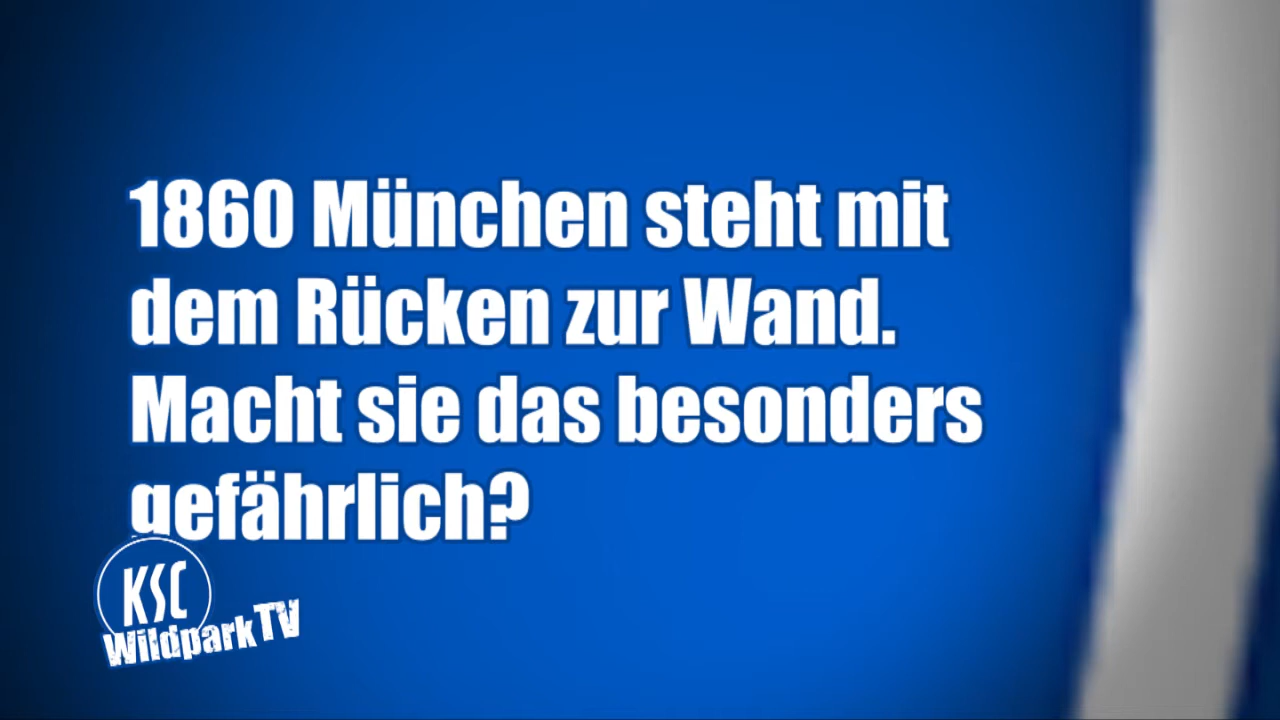 1860 München steht mit
dem Rücken zur Wand.
Macht sie das besonders
gefährlich?
KSC
WildparkTV